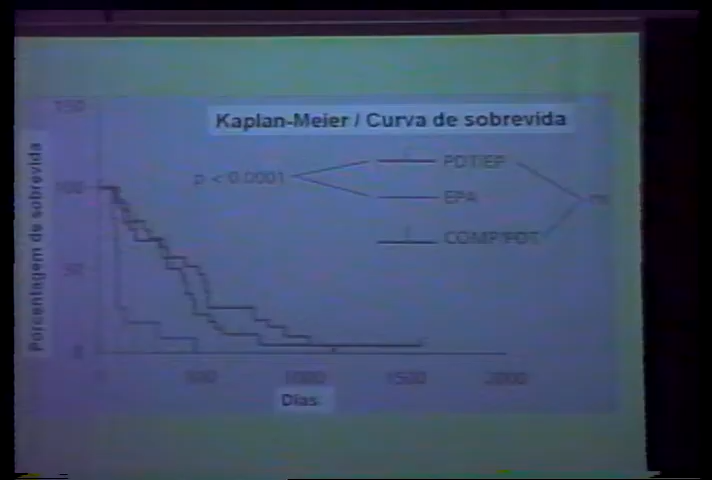 Kaplan-Meier / Curva de sobrevida
150
100
50
0
Porcentagem de sobrevida
p < 0.0001
PDT/EP
EPA
COMP/PDT
ns
500
1000
1500
2000
Dias